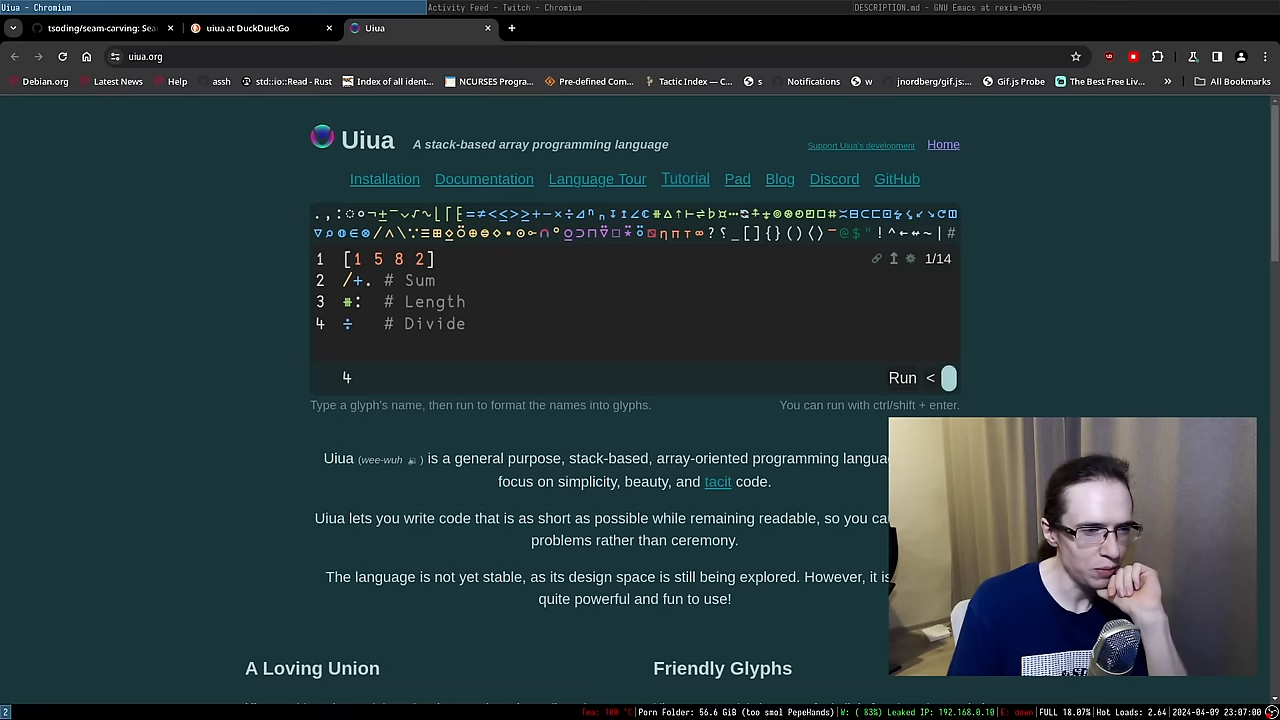 Uiua - Chromium
Activity Feed - Twitch - Chromium
DESCRIPTION.md - GNU Emacs at rexim-b590
tsoding/seam-carving: Sea
uiua at DuckDuckGo
Uiua
uiua.org
Debian.org
Latest News
Help
assh
std::io::Read - Rust
Index of all ident...
NCURSES Progra...
Pre-defined Com...
Tactic Index — C...
s
Notifications
w
jnordberg/gif.js:...
Gif.js Probe
The Best Free Liv...
»
All Bookmarks
Uiua
A stack-based array programming language
Support Uiua's development
Home
Installation
Documentation
Language Tour
Tutorial
Pad
Blog
Discord
GitHub
1 [1 5 8 2]
1/14
2 /+. # Sum
3 ⧻: # Length
4 ÷ # Divide
4
Run <
Type a glyph's name, then run to format the names into glyphs.
You can run with ctrl/shift + enter.
Uiua (wee-wuh ) is a general purpose, stack-based, array-oriented programming
focus on simplicity, beauty, and tacit code.
Uiua lets you write code that is as short as possible while remaining readable, so you
problems rather than ceremony.
The language is not yet stable, as its design space is still being explored. However, it is
quite powerful and fun to use!
A Loving Union
Friendly Glyphs
2
Tea: 100 °C
Porn Folder: 56.6 GiB (too smol PepeHands)
W: ( 83%) Leaked IP: 192.168.0.10
E: down
FULL 18.07%
Hot Loads: 2.64
2024-04-09 23:07:00